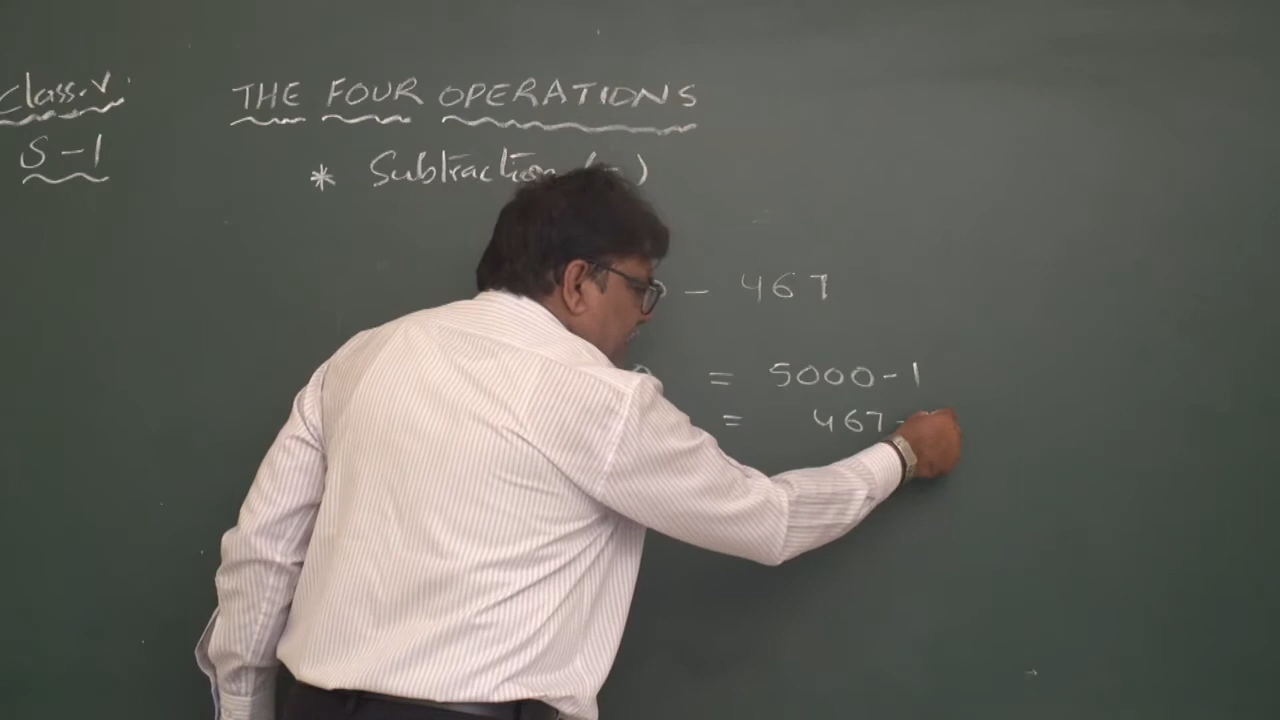 Class. V
THE FOUR OPERATIONS
S-1
* Subtraction (-)
- 467
= 5000-1
= 467-